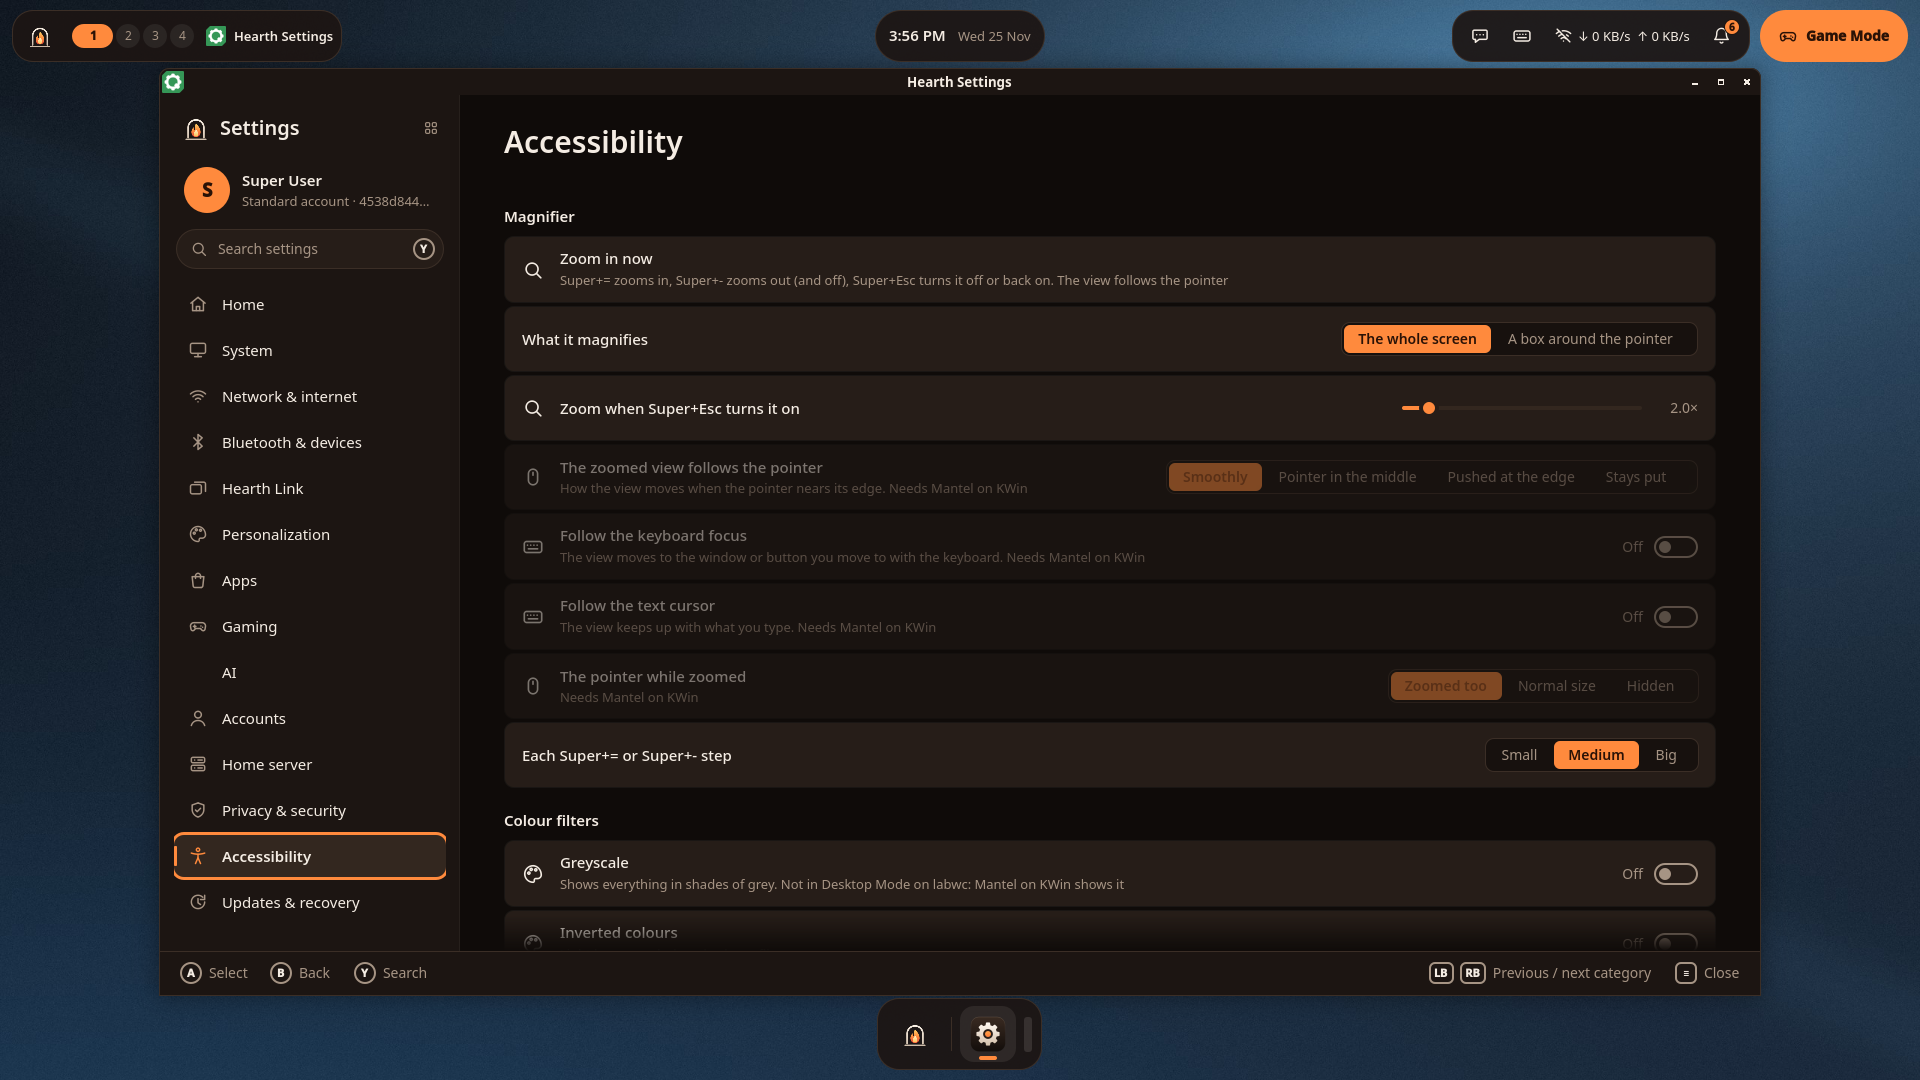 1 2 3 4 Hearth Settings
3:56 PM Wed 25 Nov
↓ 0 KB/s ↑ 0 KB/s
6
Game Mode
Hearth Settings
Settings
S
Super User
Standard account · 4538d844…
Search settings
Y
Home
System
Network & internet
Bluetooth & devices
Hearth Link
Personalization
Apps
Gaming
AI
Accounts
Home server
Privacy & security
Accessibility
Updates & recovery
Accessibility
Magnifier
Zoom in now
Super+= zooms in, Super+- zooms out (and off), Super+Esc turns it off or back on. The view follows the pointer
What it magnifies
The whole screen A box around the pointer
Zoom when Super+Esc turns it on
2.0×
The zoomed view follows the pointer
How the view moves when the pointer nears its edge. Needs Mantel on KWin
Smoothly Pointer in the middle Pushed at the edge Stays put
Follow the keyboard focus
The view moves to the window or button you move to with the keyboard. Needs Mantel on KWin
Off
Follow the text cursor
The view keeps up with what you type. Needs Mantel on KWin
Off
The pointer while zoomed
Needs Mantel on KWin
Zoomed too Normal size Hidden
Each Super+= or Super+- step
Small Medium Big
Colour filters
Greyscale
Shows everything in shades of grey. Not in Desktop Mode on labwc: Mantel on KWin shows it
Off
Inverted colours
Off
A Select B Back Y Search
LB RB Previous / next category ≡ Close